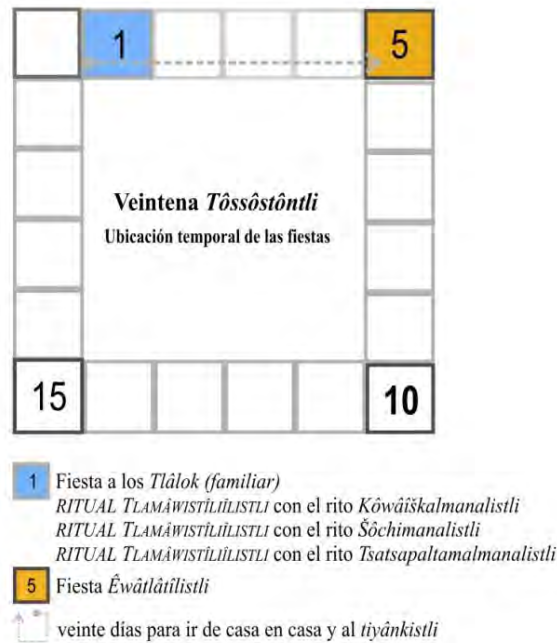 1
5
Veintena Tôssôstôntli
Ubicación temporal de las fiestas
15
10
1 Fiesta a los Tlâlok (familiar)
RITUAL TLAMÂWISTÎLIÎLISTLI con el rito Kôwâîškalmanalistli
RITUAL TLAMÂWISTÎLIÎLISTLI con el rito Šôchimanalistli
RITUAL TLAMÂWISTÎLIÎLISTLI con el rito Tsatsapaltamalmanalistli
5 Fiesta Êwâtlâtîlistli
veinte días para ir de casa en casa y al tiyânkistli